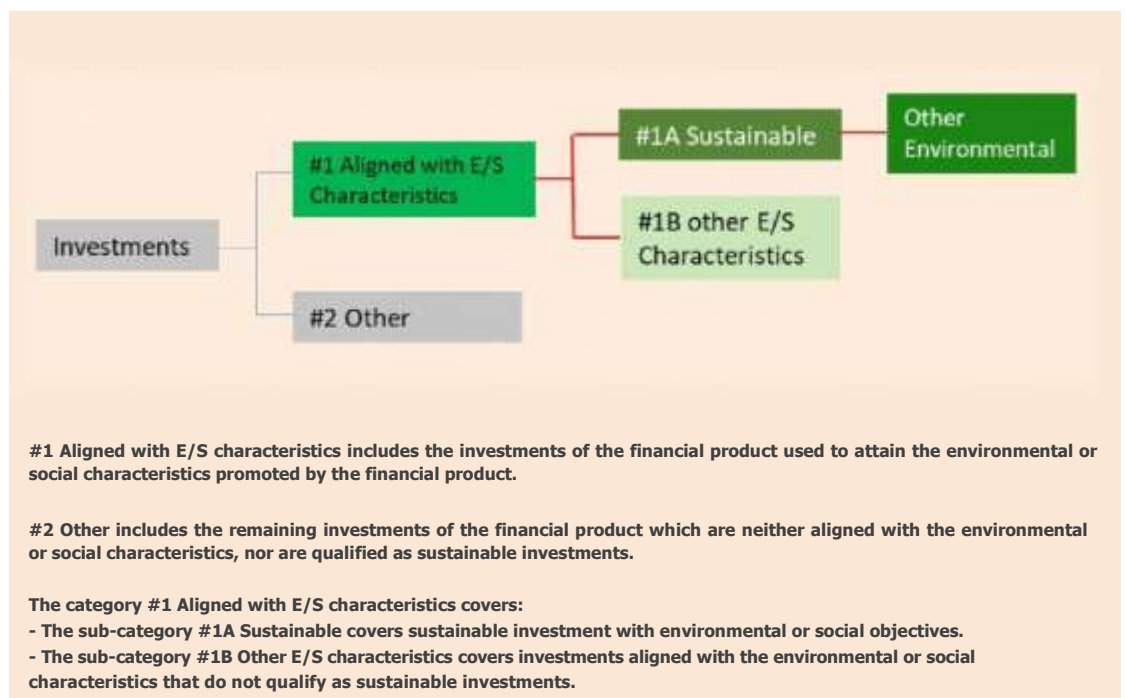 Other
Environmental
#1A Sustainable
#1 Aligned with E/S
Characteristics
#1B other E/S
Characteristics
Investments
#2 Other
#1 Aligned with E/S characteristics includes the investments of the financial product used to attain the environmental or
social characteristics promoted by the financial product.
#2 Other includes the remaining investments of the financial product which are neither aligned with the environmental
or social characteristics, nor are qualified as sustainable investments.
The category #1 Aligned with E/S characteristics covers:
- The sub-category #1A Sustainable covers sustainable investment with environmental or social objectives.
- The sub-category #1B Other E/S characteristics covers investments aligned with the environmental or social
characteristics that do not qualify as sustainable investments.